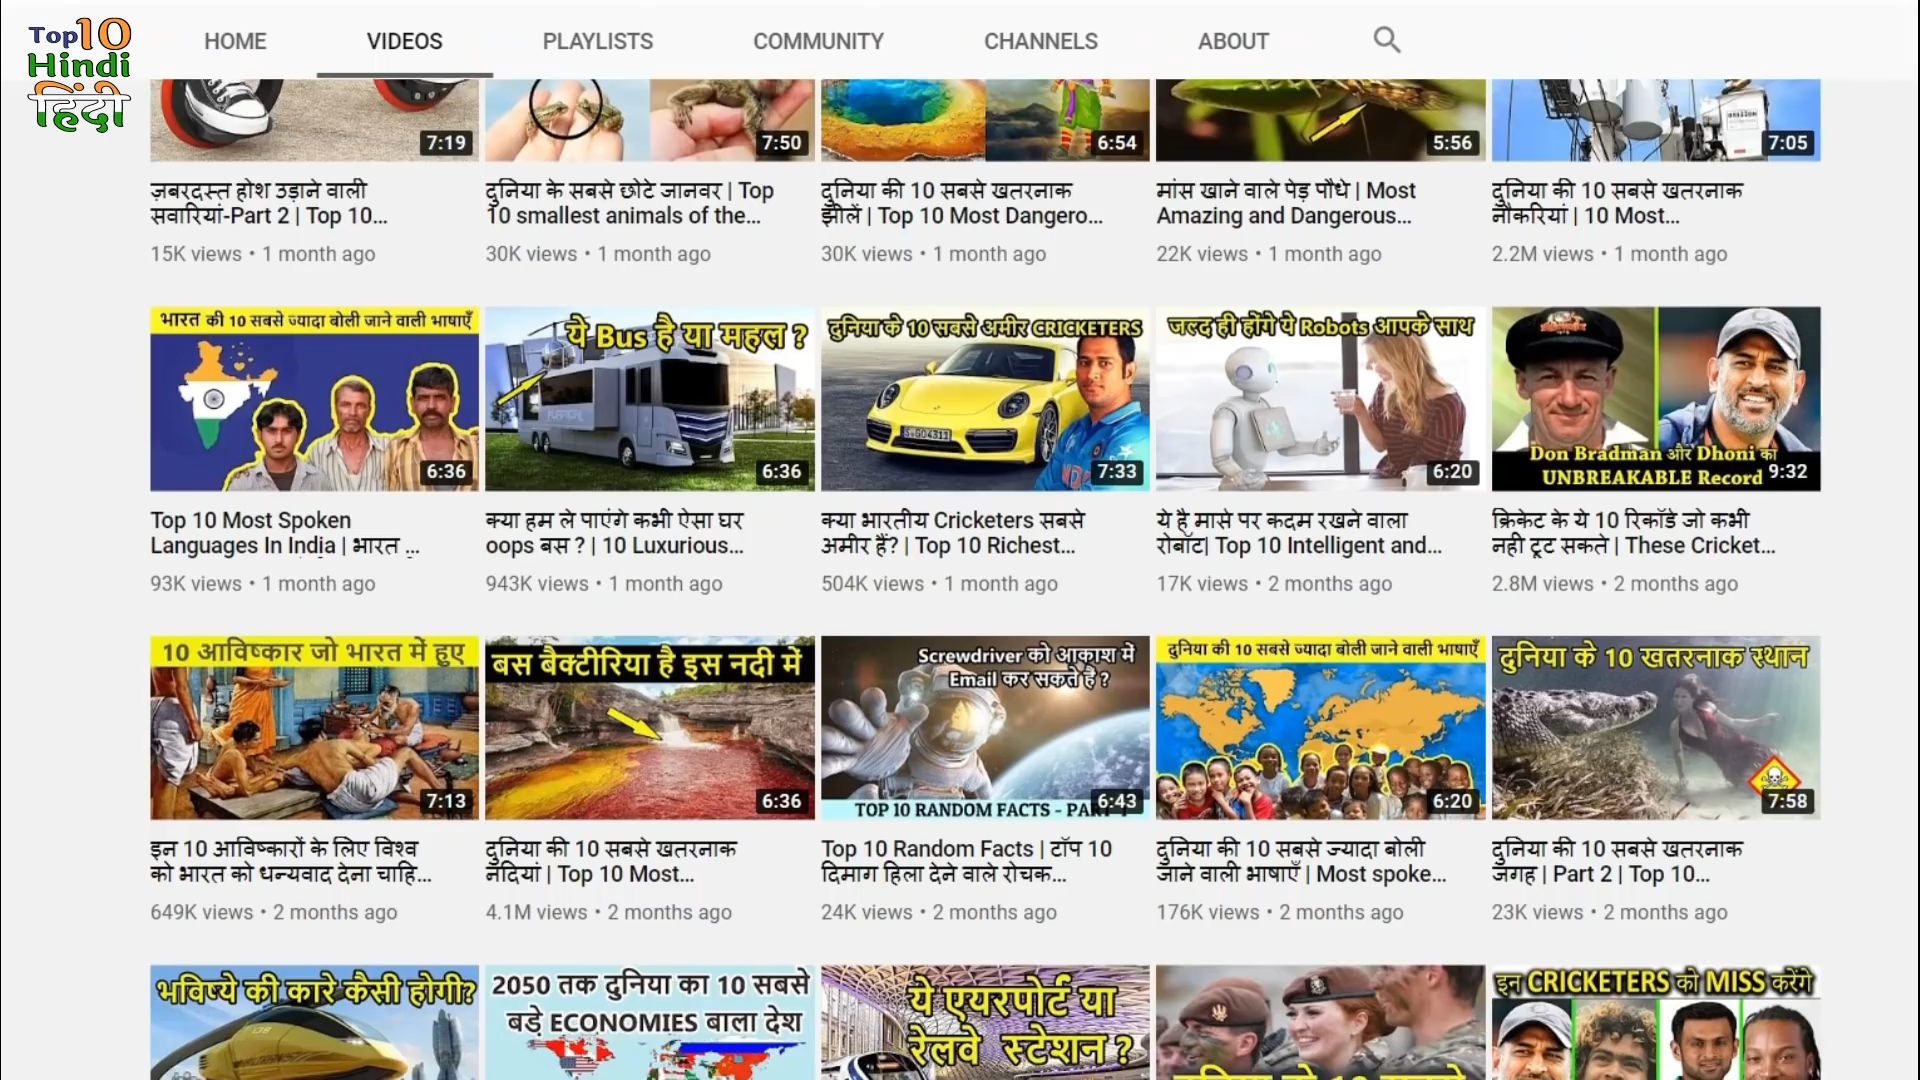 Top10
Hindi
हिंदी
HOME
VIDEOS
PLAYLISTS
COMMUNITY
CHANNELS
ABOUT
7:19
7:50
6:54
5:56
7:05
ज़बरदस्त होश उड़ाने वाली
सवारियां-Part 2 | Top 10...
15K views • 1 month ago
दुनिया के सबसे छोटे जानवर | Top
10 smallest animals of the...
30K views • 1 month ago
दुनिया की 10 सबसे खतरनाक
झीलें | Top 10 Most Dangero...
30K views • 1 month ago
मांस खाने वाले पेड़ पौधे | Most
Amazing and Dangerous...
22K views • 1 month ago
दुनिया की 10 सबसे खतरनाक
नौकरियां | 10 Most...
2.2M views • 1 month ago
भारत की 10 सबसे ज्यादा बोली जाने वाली भाषाएँ
6:36
ये Bus है या महल ?
6:36
दुनिया के 10 सबसे अमीर CRICKETERS
S·GO4311
7:33
जल्द ही होंगे ये Robots आपके साथ
6:20
Don Bradman और Dhoni का
UNBREAKABLE Record
9:32
Top 10 Most Spoken
Languages In India | भारत ...
93K views • 1 month ago
क्या हम ले पाएंगे कभी ऐसा घर
oops बस ? | 10 Luxurious...
943K views • 1 month ago
क्या भारतीय Cricketers सबसे
अमीर हैं? | Top 10 Richest...
504K views • 1 month ago
ये है मार्स पर कदम रखने वाला
रोबॉट| Top 10 Intelligent and...
17K views • 2 months ago
क्रिकेट के ये 10 रिकॉर्ड जो कभी
नही टूट सकते | These Cricket...
2.8M views • 2 months ago
10 आविष्कार जो भारत में हुए
7:13
बस बैक्टीरिया है इस नदी में
6:36
Screwdriver को आकाश में
Email कर सकते है ?
TOP 10 RANDOM FACTS - PART
6:43
दुनिया की 10 सबसे ज्यादा बोली जाने वाली भाषाएँ
6:20
दुनिया के 10 खतरनाक स्थान
7:58
इन 10 आविष्कारों के लिए विश्व
को भारत को धन्यवाद देना चाहि...
649K views • 2 months ago
दुनिया की 10 सबसे खतरनाक
नदियां | Top 10 Most...
4.1M views • 2 months ago
Top 10 Random Facts | टॉप 10
दिमाग हिला देने वाले रोचक...
24K views • 2 months ago
दुनिया की 10 सबसे ज्यादा बोली
जाने वाली भाषाएँ | Most spoke...
176K views • 2 months ago
दुनिया की 10 सबसे खतरनाक
जगह | Part 2 | Top 10...
23K views • 2 months ago
भविष्ये की कारे कैसी होगी?
2050 तक दुनिया का 10 सबसे
बड़े ECONOMIES बाला देश
ये एयरपोर्ट या
रेलवे स्टेशन ?
इन CRICKETERS को MISS करेंगे